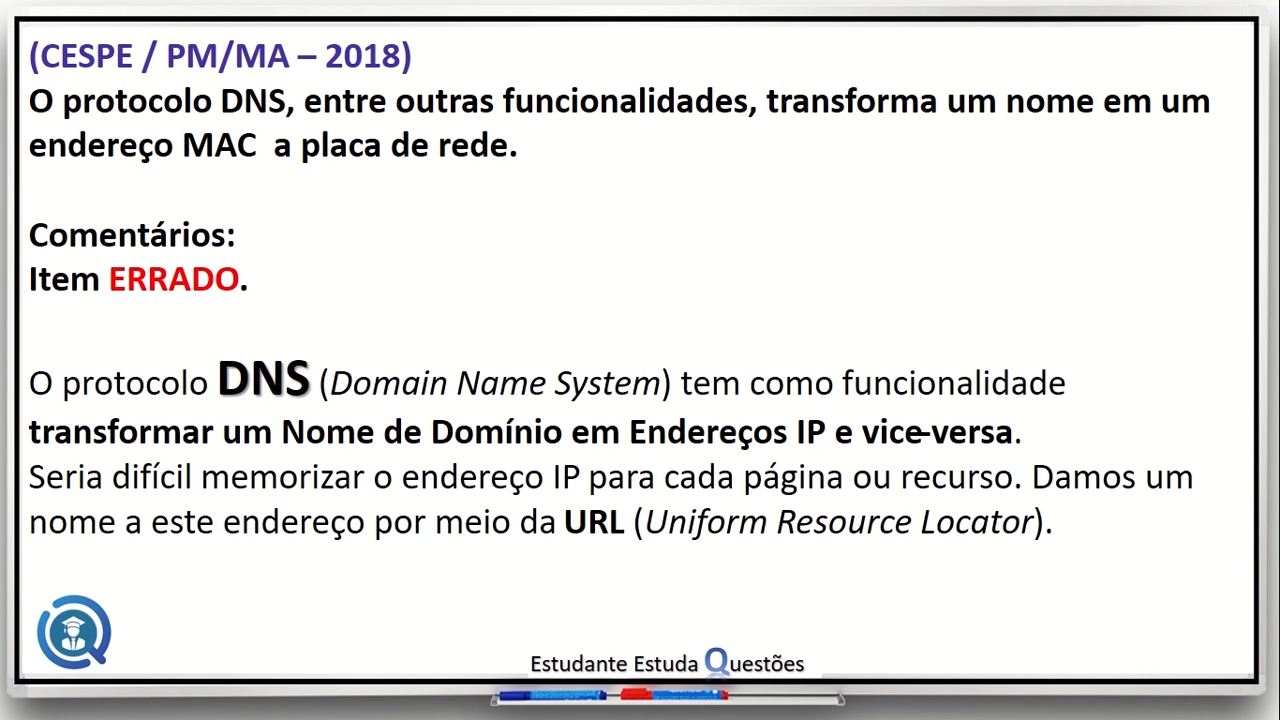 (CESPE / PM/MA – 2018)
O protocolo DNS, entre outras funcionalidades, transforma um nome em um
endereço MAC  a placa de rede.
Comentários:
Item ERRADO.
O protocolo DNS (Domain Name System) tem como funcionalidade
transformar um Nome de Domínio em Endereços IP e vice-versa.
Seria difícil memorizar o endereço IP para cada página ou recurso. Damos um
nome a este endereço por meio da URL (Uniform Resource Locator).
Estudante Estuda Questões